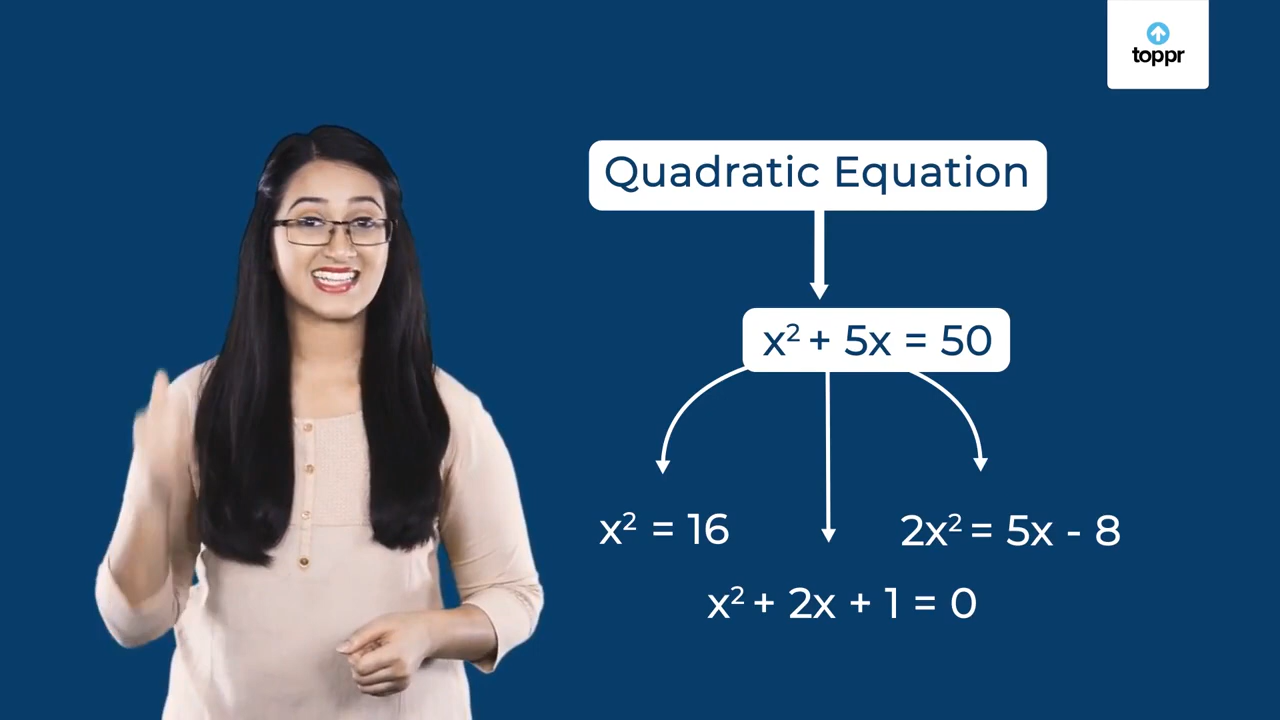 toppr
Quadratic Equation
x² + 5x = 50
x² = 16
2x² = 5x - 8
x² + 2x + 1 = 0